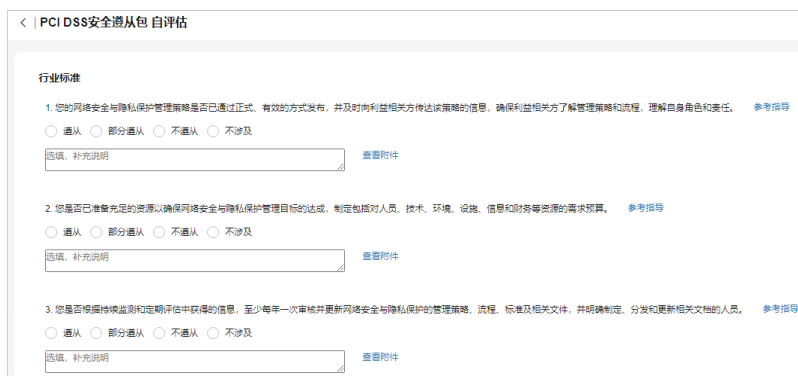 < | PCI DSS安全遵从包 自评估
行业标准
1. 您的网络安全与隐私保护管理策略是否已通过正式、有效的方式发布，并及时向利益相关方传达该策略的信息，确保利益相关方了解管理策略和流程，理解自身角色和责任。 参考指导
遵从 部分遵从 不遵从 不涉及
选填，补充说明 查看附件
2. 您是否已准备充足的资源以确保网络安全与隐私保护管理目标的达成，制定包括对人员、技术、环境、设施、信息和财务等资源的需求预算。 参考指导
遵从 部分遵从 不遵从 不涉及
选填，补充说明 查看附件
3. 您是否根据持续监测和定期评估中获得的信息，至少每年一次审核并更新网络安全与隐私保护的管理策略、流程、标准及相关文件，并明确制定、分发和更新相关文档的人员。 参考指导
遵从 部分遵从 不遵从 不涉及
选填，补充说明 查看附件